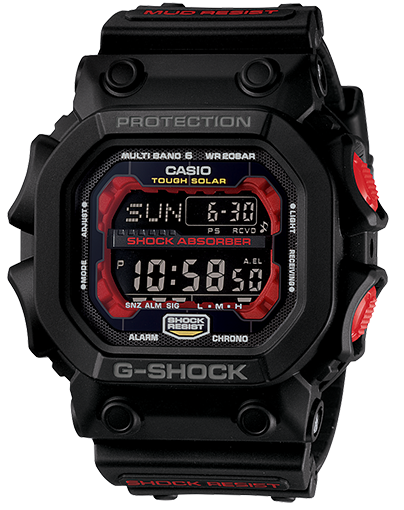 MUD RESIST
PROTECTION
MULTI BAND 6 WR20BAR
CASIO
TOUGH SOLAR
ADJUST
LIGHT
SUN 6-30
PS RCVD
SHOCK ABSORBER
MODE
RECEIVING
P 10:58 50
A.EL
SNZ ALM SIG L-M-H
SHOCK
RESIST
ALARM CHRONO
G-SHOCK
SHOCK RESIST